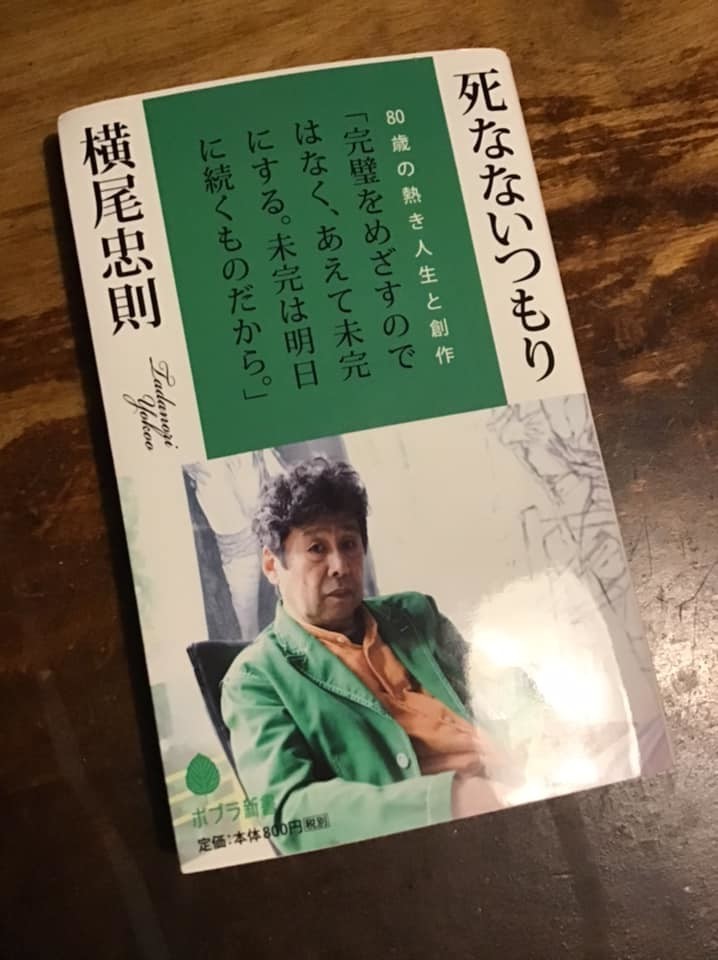 死なないつもり
80歳の熱き人生と創作
「完璧をめざすので
はなく、あえて未完
にする。未完は明日
に続くものだから。」
横尾忠則
Tadanori
Yokoo
ポプラ新書
定価:本体800円税別